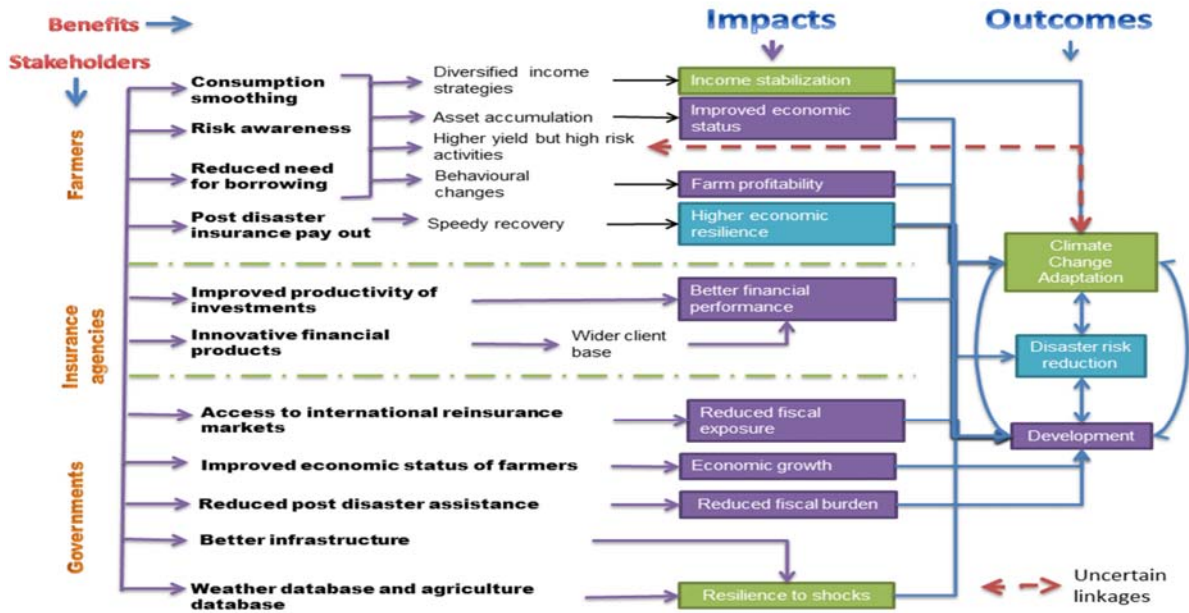 Benefits
Impacts
Outcomes
Stakeholders
Farmers
Consumption
smoothing
Risk awareness
Reduced need
for borrowing
Post disaster
insurance pay out
Diversified income
strategies
Asset accumulation
Higher yield but high risk
activities
Behavioural
changes
Speedy recovery
Income stabilization
Improved economic
status
Farm profitability
Higher economic
resilience
Insurance
agencies
Improved productivity of
investments
Innovative financial
products
Wider client
base
Better financial
performance
Governments
Access to international reinsurance
markets
Improved economic status of farmers
Reduced post disaster assistance
Better infrastructure
Weather database and agriculture
database
Reduced fiscal
exposure
Economic growth
Reduced fiscal burden
Resilience to shocks
Climate
Change
Adaptation
Disaster risk
reduction
Development
Uncertain
linkages